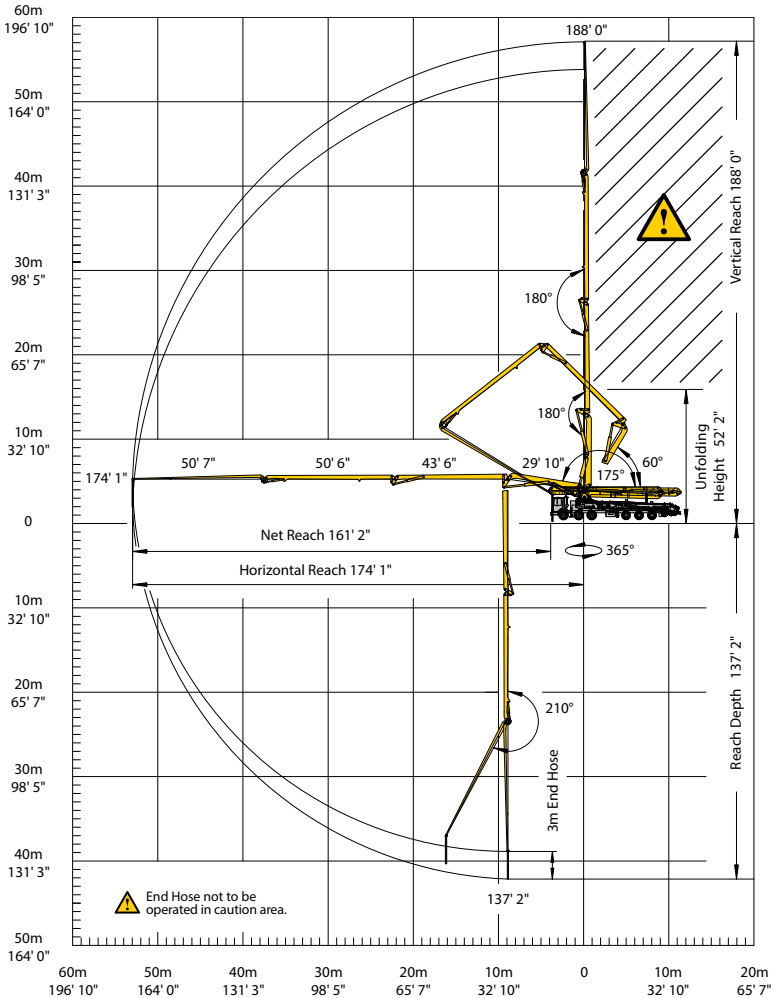 60m
196' 10"
188' 0"
50m
164' 0"
40m
131' 3"
Vertical Reach 188' 0"
30m
98' 5"
180°
20m
65' 7"
180°
10m
32' 10"
Unfolding
Height 52' 2"
174' 1"
50' 7"
50' 6"
43' 6"
29' 10"
175°
60°
0
Net Reach 161' 2"
365°
Horizontal Reach 174' 1"
10m
32' 10"
20m
65' 7"
210°
Reach Depth 137' 2"
30m
98' 5"
3m End Hose
40m
131' 3"
End Hose not to be
operated in caution area.
137' 2"
50m
164' 0"
60m 50m 40m 30m 20m 10m 0 10m 20m
196' 10" 164' 0" 131' 3" 98' 5" 65' 7" 32' 10" 32' 10" 65' 7"